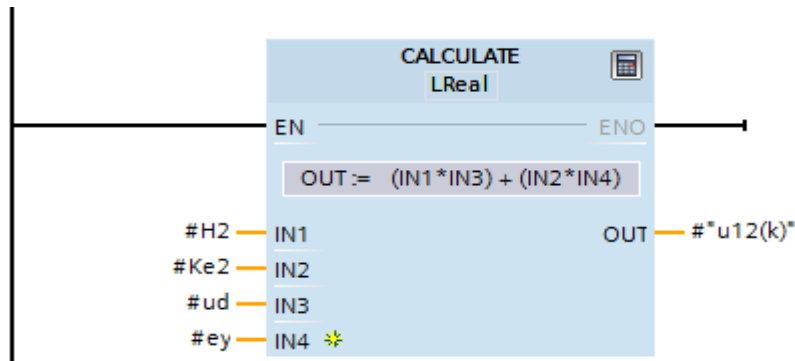 CALCULATE
LReal
EN ENO
OUT := (IN1*IN3) + (IN2*IN4)
#H2 IN1 OUT #"u12(k)"
#Ke2 IN2
#ud IN3
#ey IN4